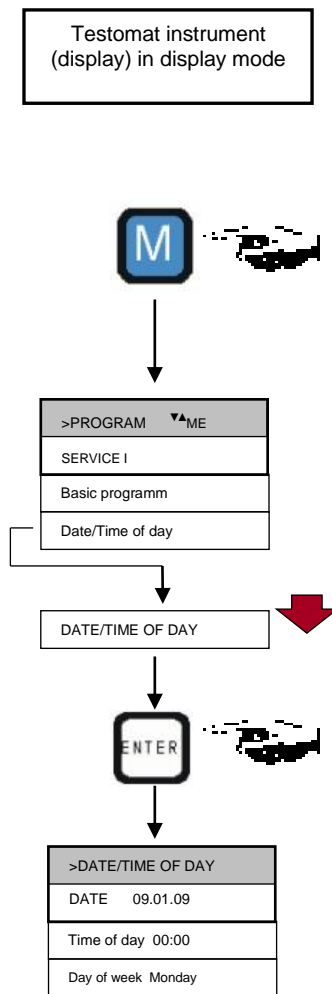 Testomat instrument
(display) in display mode
M
>PROGRAM ▼▲ME
SERVICE I
Basic programm
Date/Time of day
DATE/TIME OF DAY
ENTER
>DATE/TIME OF DAY
DATE 09.01.09
Time of day 00:00
Day of week Monday